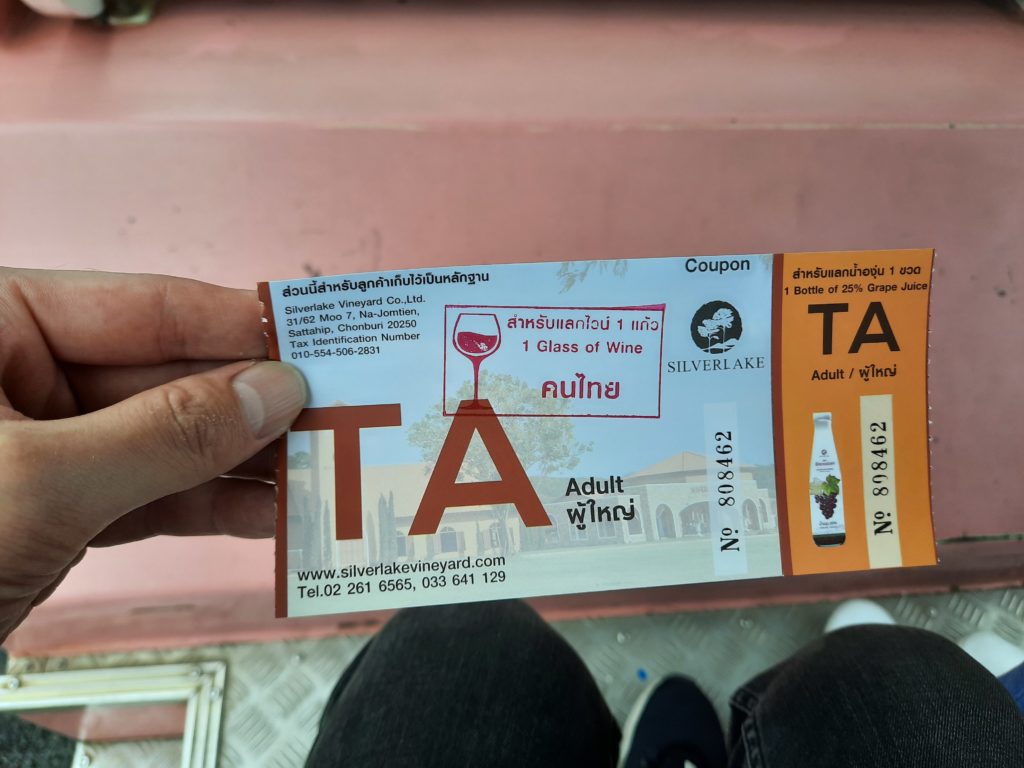 ส่วนนี้สำหรับลูกค้าเก็บไว้เป็นหลักฐาน
Silverlake Vineyard Co.,Ltd.
31/62 Moo 7, Na-Jomtien,
Sattahip, Chonburi 20250
Tax Identification Number
010-554-506-2831
Coupon
สำหรับแลกไวน์ 1 แก้ว
1 Glass of Wine
คนไทย
SILVERLAKE
TA
Adult
ผู้ใหญ่
www.silverlakevineyard.com
Tel.02 261 6565, 033 641 129
№ 808462
สำหรับแลกน้ำองุ่น 1 ขวด
1 Bottle of 25% Grape Juice
TA
Adult / ผู้ใหญ่
№ 898462